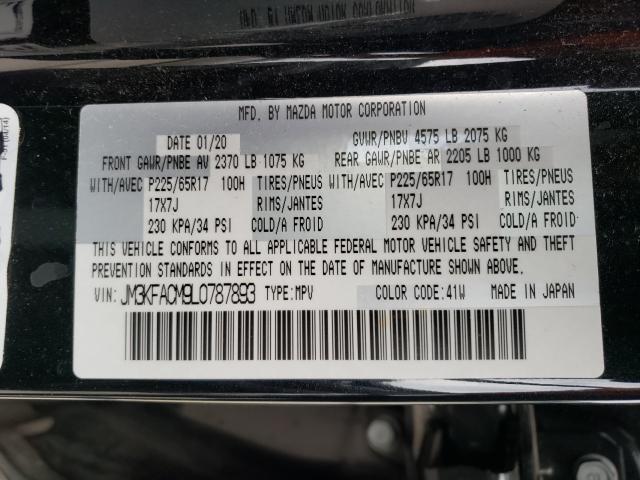 MFD. BY MAZDA MOTOR CORPORATION
DATE 01/20 GVWR/PNBV 4575 LB 2075 KG
FRONT GAWR/PNBE AV 2370 LB 1075 KG REAR GAWR/PNBE AR 2205 LB 1000 KG
WITH/AVEC P225/65R17 100H TIRES/PNEUS WITH/AVEC P225/65R17 100H TIRES/PNEUS
17X7J RIMS/JANTES 17X7J RIMS/JANTES
230 KPA/34 PSI COLD/A FROID 230 KPA/34 PSI COLD/A FROID
THIS VEHICLE CONFORMS TO ALL APPLICABLE FEDERAL MOTOR VEHICLE SAFETY AND THEFT
PREVENTION STANDARDS IN EFFECT ON THE DATE OF MANUFACTURE SHOWN ABOVE.
VIN: JM3KFACM9L0787893 TYPE:MPV COLOR CODE:41W MADE IN JAPAN